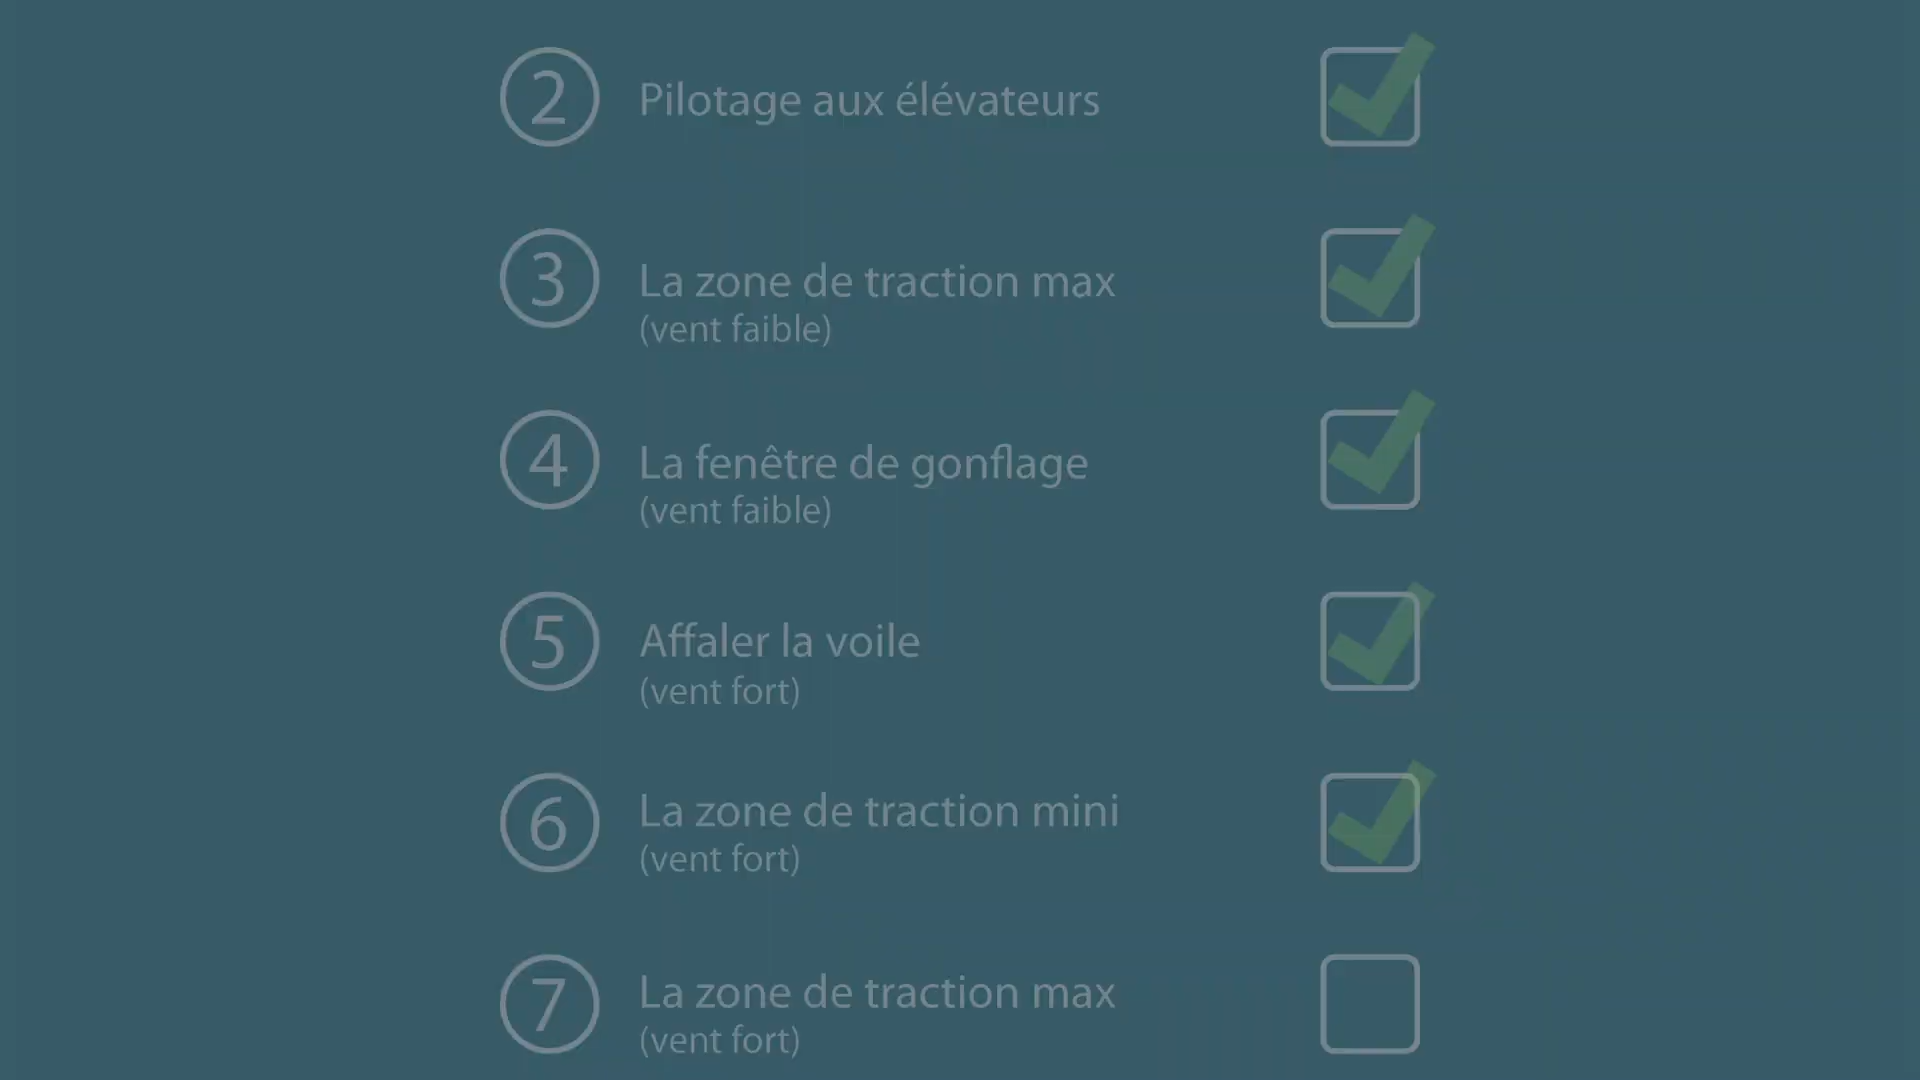 2 Pilotage aux élévateurs
3 La zone de traction max
(vent faible)
4 La fenêtre de gonflage
(vent faible)
5 Affaler la voile
(vent fort)
6 La zone de traction mini
(vent fort)
7 La zone de traction max
(vent fort)